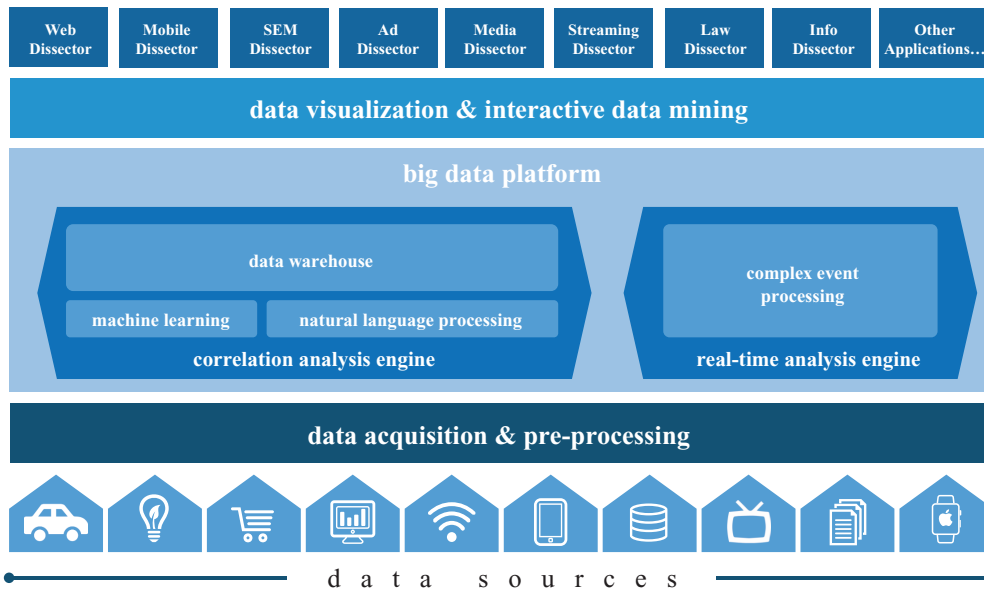 Web
Dissector
Mobile
Dissector
SEM
Dissector
Ad
Dissector
Media
Dissector
Streaming
Dissector
Law
Dissector
Info
Dissector
Other
Applications…
data visualization & interactive data mining
big data platform
data warehouse
machine learning
natural language processing
correlation analysis engine
complex event
processing
real-time analysis engine
data acquisition & pre-processing
data sources